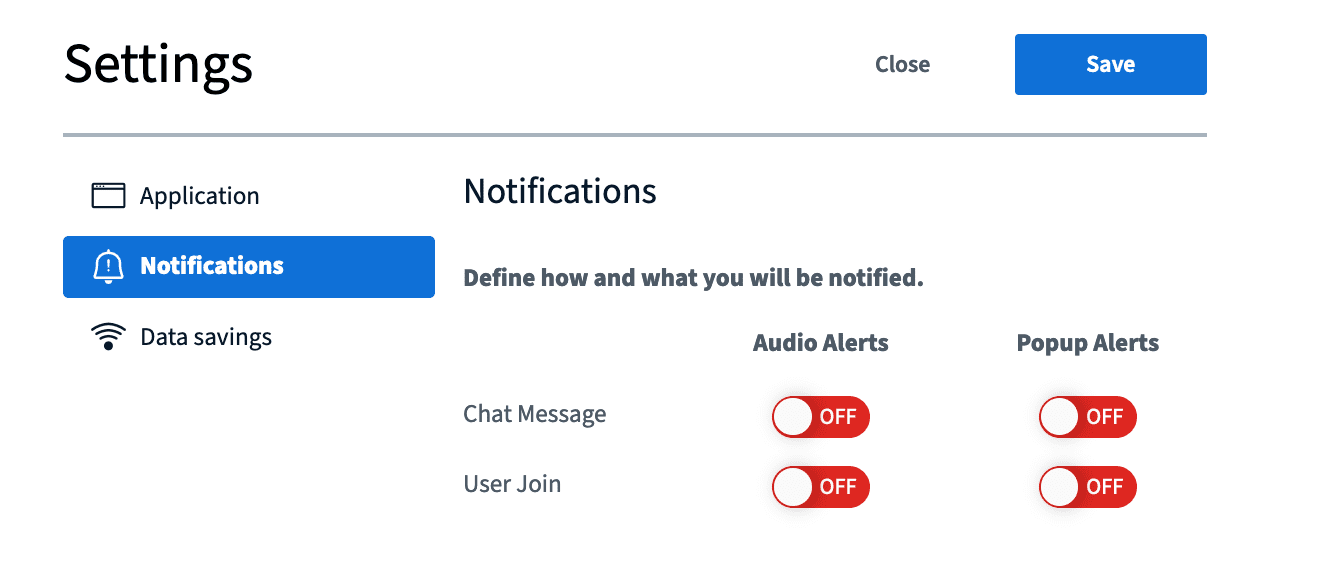 Settings
Close
Save
Application
Notifications
Data savings
Notifications
Define how and what you will be notified.
Audio Alerts Popup Alerts
Chat Message OFF OFF
User Join OFF OFF